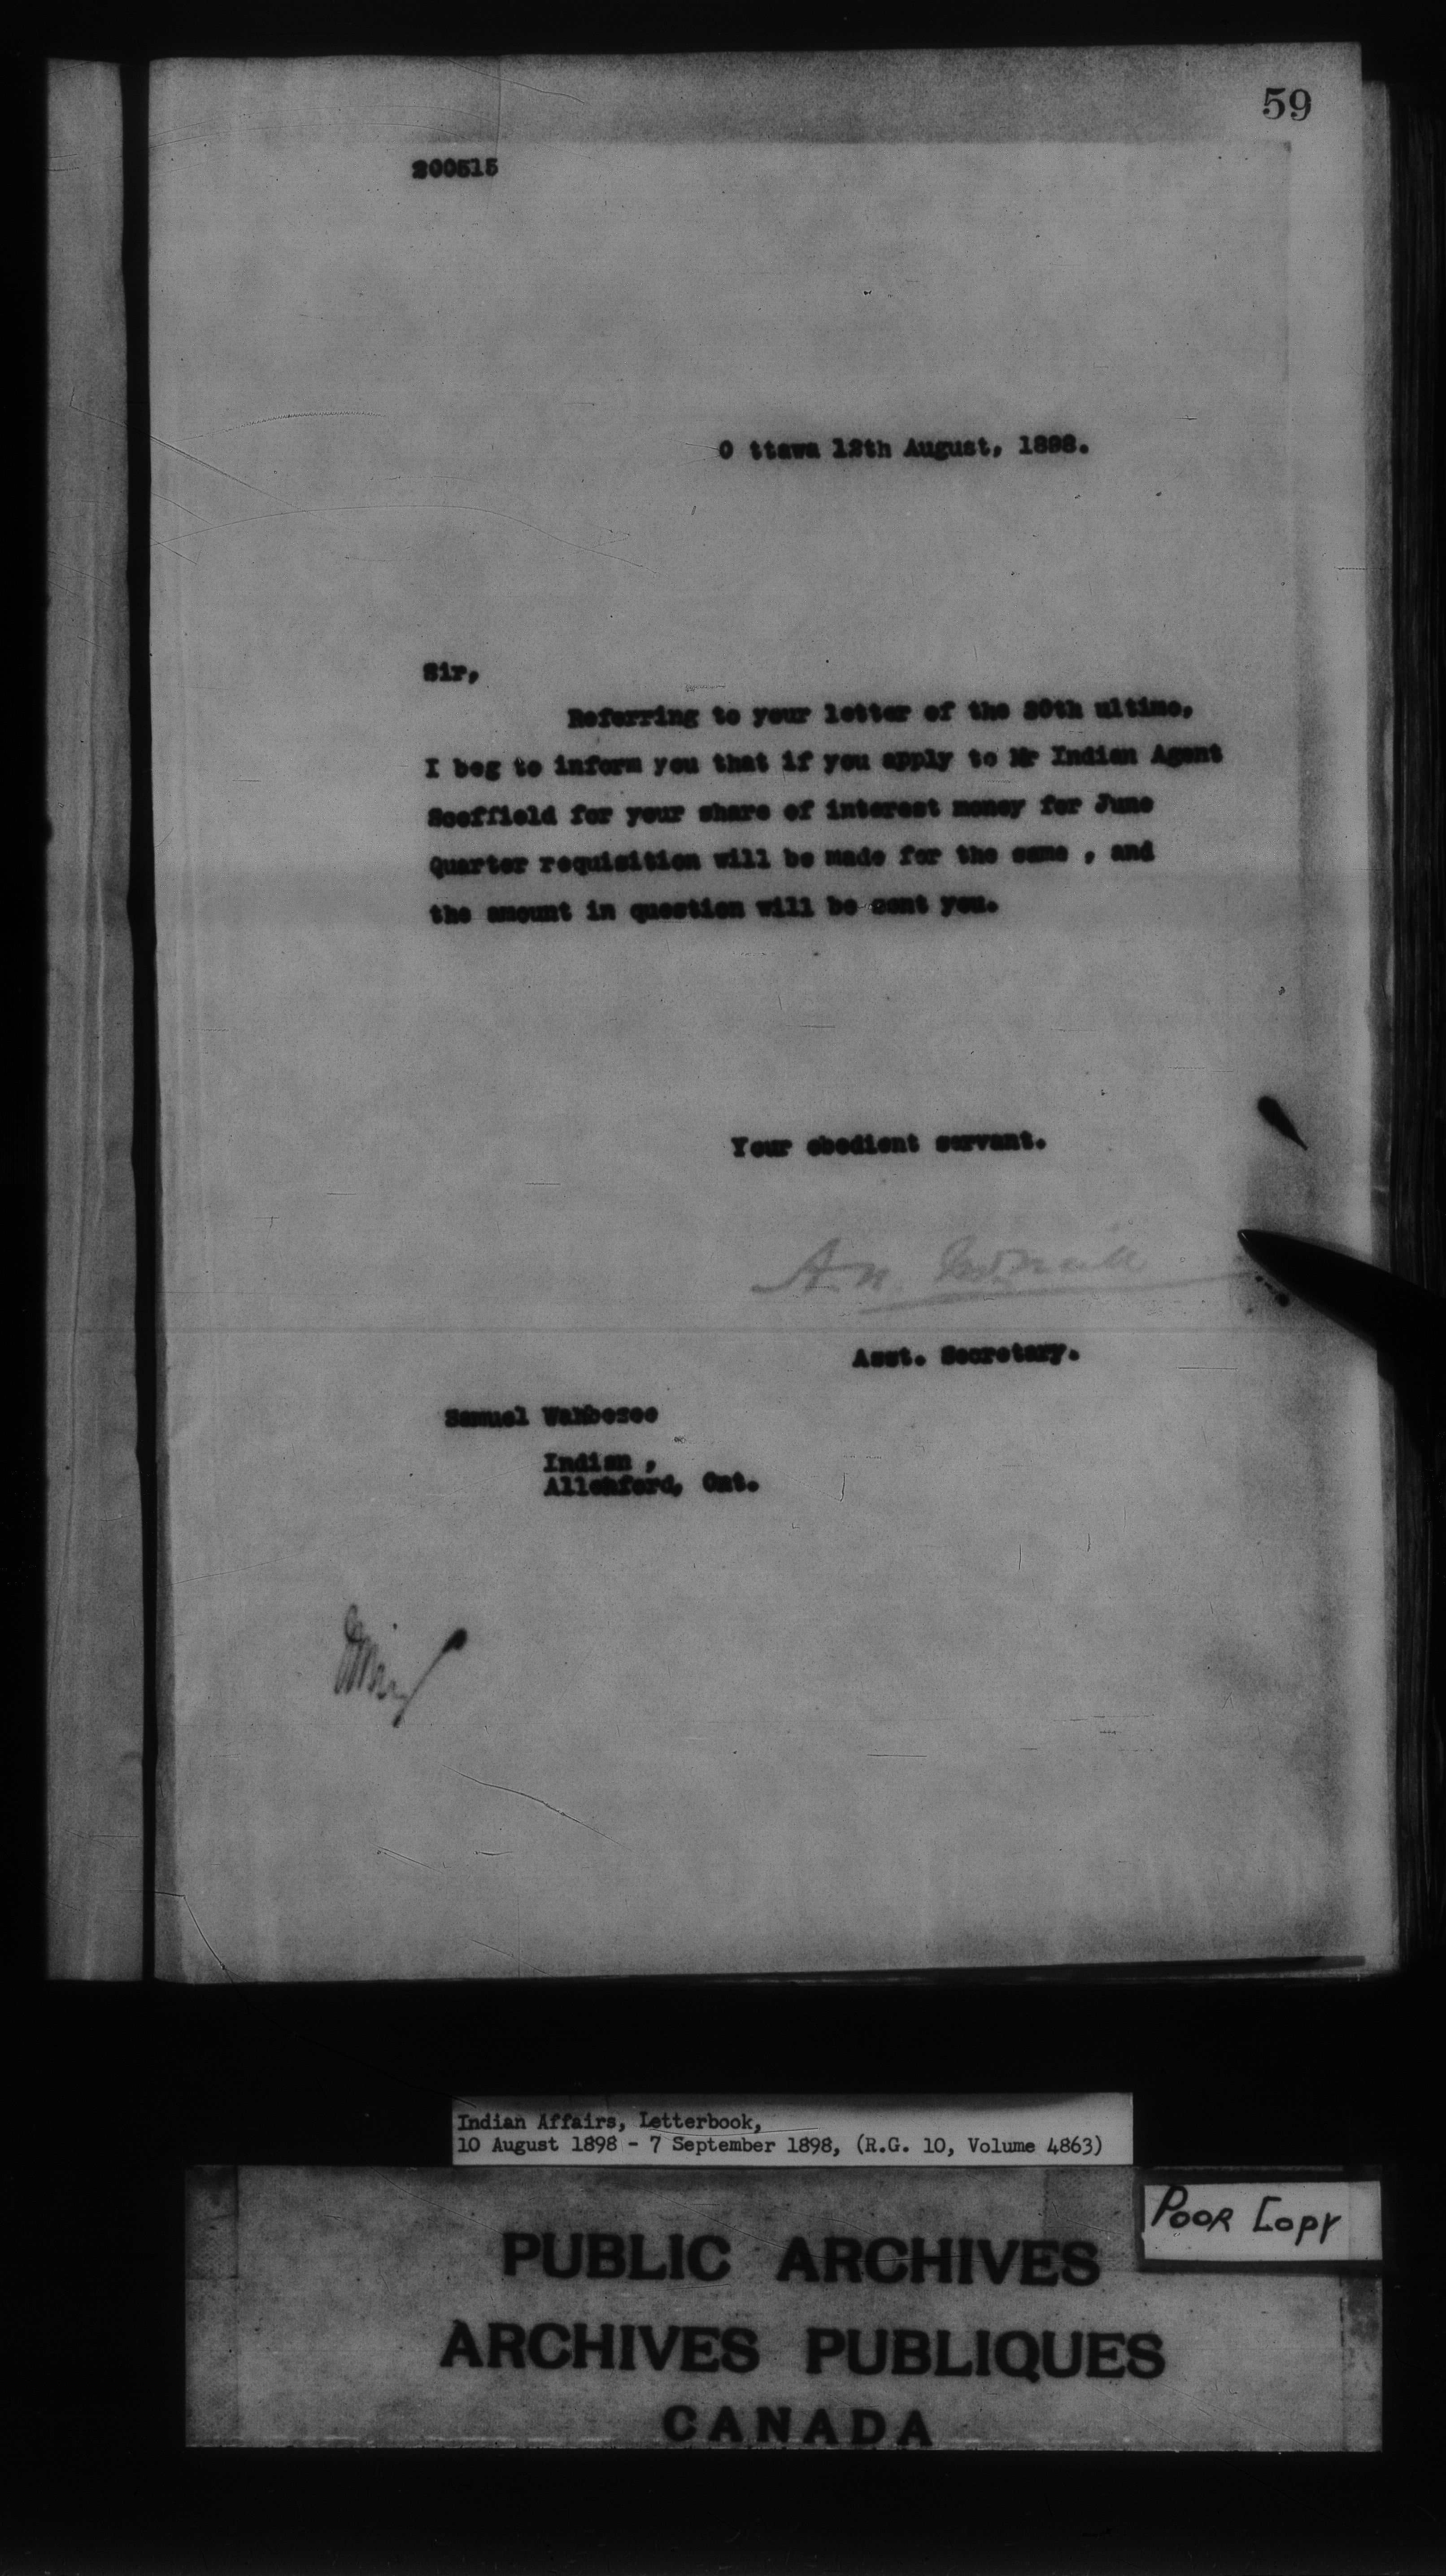 59
200515
O ttawa 12th August, 1898.
Sir,
Referring to your letter of the 30th ultimo,
I beg to inform you that if you apply to Mr Indian Agent
Scoffield for your share of interest money for June
Quarter requisition will be made for the same , and
the amount in question will be sent you.
Your obedient servant.
A. N. McNeill
Asst. Secretary.
Samuel Wahbezee
Indian ,
Allenford, Ont.
Indian Affairs, Letterbook,
10 August 1898 - 7 September 1898, (R.G. 10, Volume 4863)
POOR COPY
PUBLIC ARCHIVES
ARCHIVES PUBLIQUES
CANADA